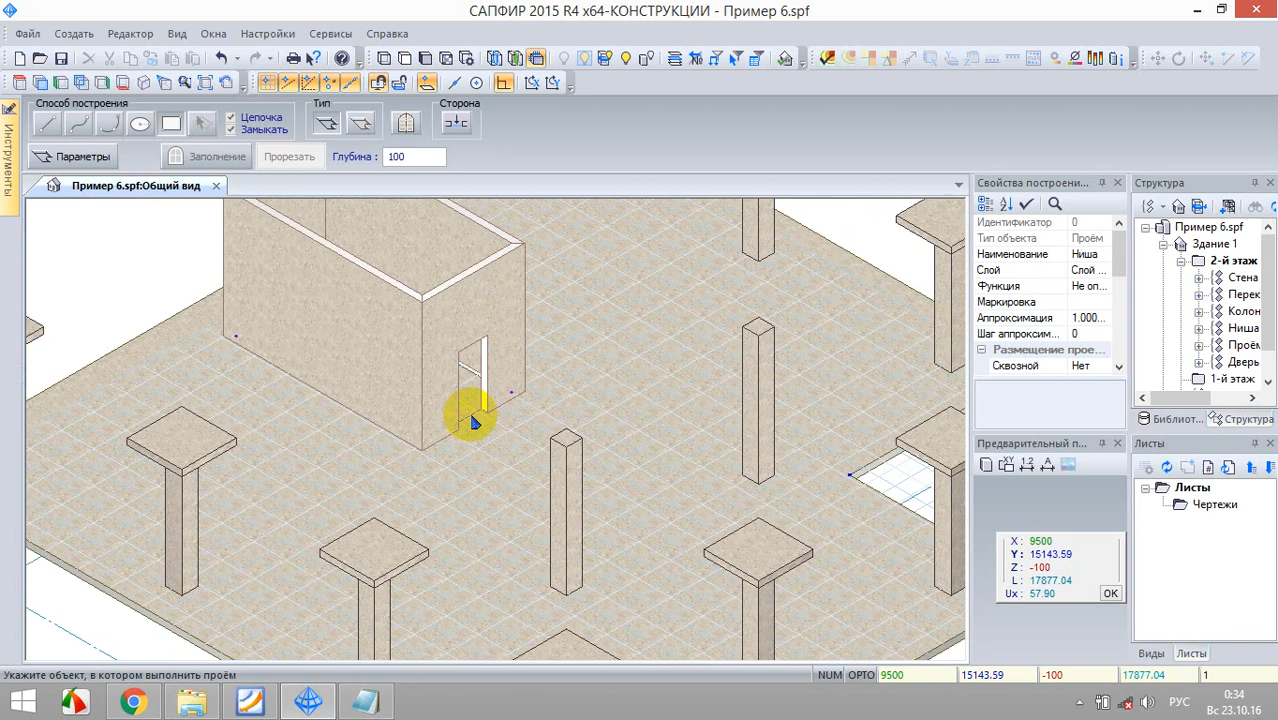 САПФИР 2015 R4 x64-КОНСТРУКЦИИ - Пример 6.spf
Файл Создать Редактор Вид Окна Настройки Сервисы Справка
Способ построения Тип Сторона
Цепочка
Замыкать
Параметры Заполнение Прорезать Глубина : 100
Инструменты
Пример 6.spf:Общий вид
Свойства построени...
Идентификатор 0
Тип объекта Проём
Наименование Ниша
Слой Слой ...
Функция Не оп...
Маркировка
Аппроксимация 1.000...
Шаг аппроксим... 0
Размещение прое...
Сквозной Нет
Структура
Пример 6.spf
Здание 1
2-й этаж
Стена
Перек
Колон
Ниша
Проём
Дверь
1-й этаж
Библиот... Структура
Предварительный п...
1.2 A
X : 9500
Y : 15143.59
Z : -100
L : 17877.04
Ux : 57.90 OK
Листы
Листы
Чертежи
Виды Листы
Укажите объект, в котором выполнить проём NUM ОРТО 9500 15143.59 -100 17877.04 1
РУС 0:34
Вс 23.10.16